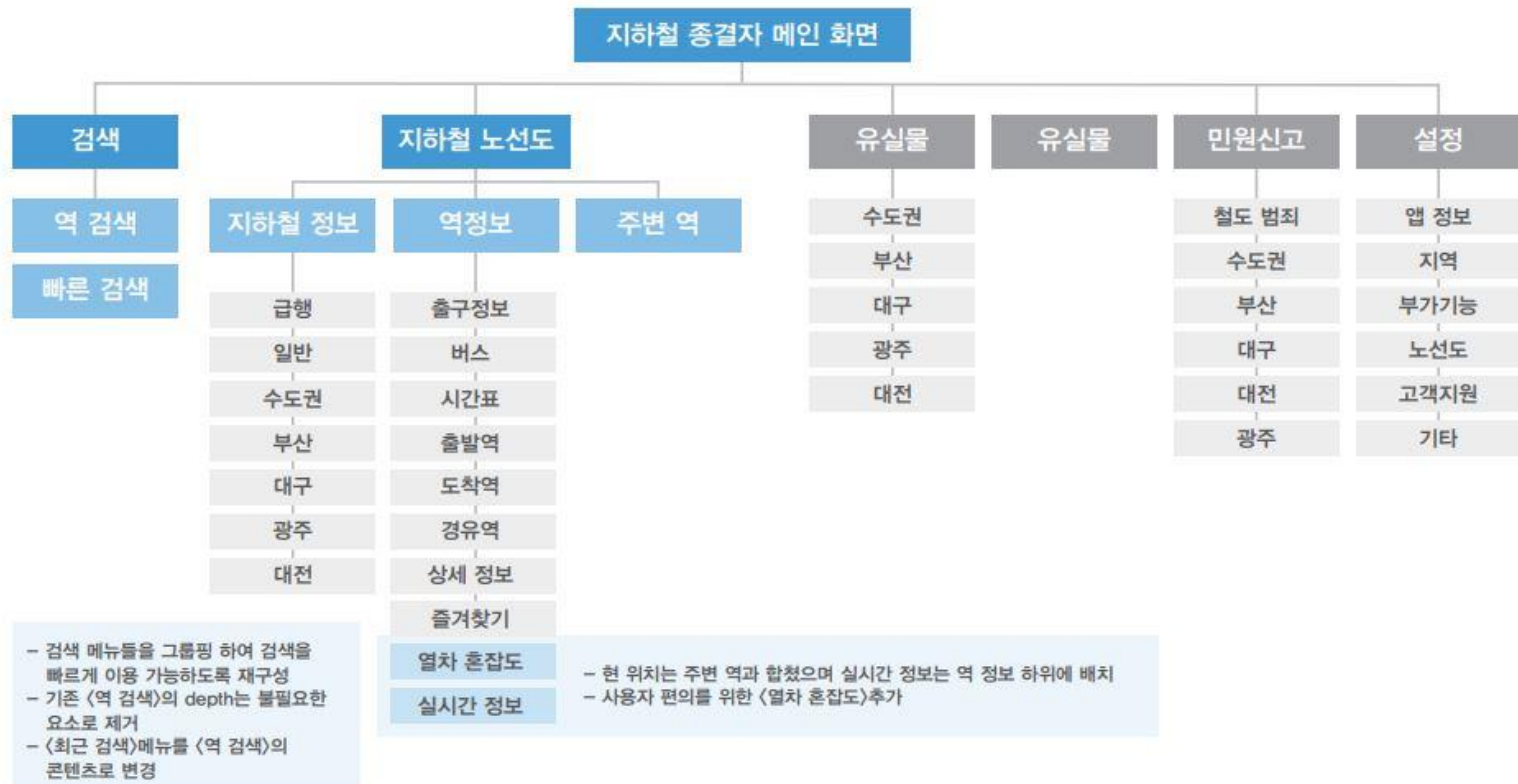 지하철 종결자 메인 화면
검색
지하철 노선도
유실물
유실물
민원신고
설정
역 검색
빠른 검색
지하철 정보
역정보
주변 역
급행
일반
수도권
부산
대구
광주
대전
출구정보
버스
시간표
출발역
도착역
경유역
상세 정보
즐겨찾기
열차 혼잡도
실시간 정보
수도권
부산
대구
광주
대전
철도 범죄
수도권
부산
대구
대전
광주
앱 정보
지역
부가기능
노선도
고객지원
기타
– 검색 메뉴들을 그룹핑 하여 검색을
빠르게 이용 가능하도록 재구성
– 기존 〈역 검색〉의 depth는 불필요한
요소로 제거
– 〈최근 검색〉메뉴를 〈역 검색〉의
콘텐츠로 변경
– 현 위치는 주변 역과 합쳤으며 실시간 정보는 역 정보 하위에 배치
– 사용자 편의를 위한 〈열차 혼잡도〉추가